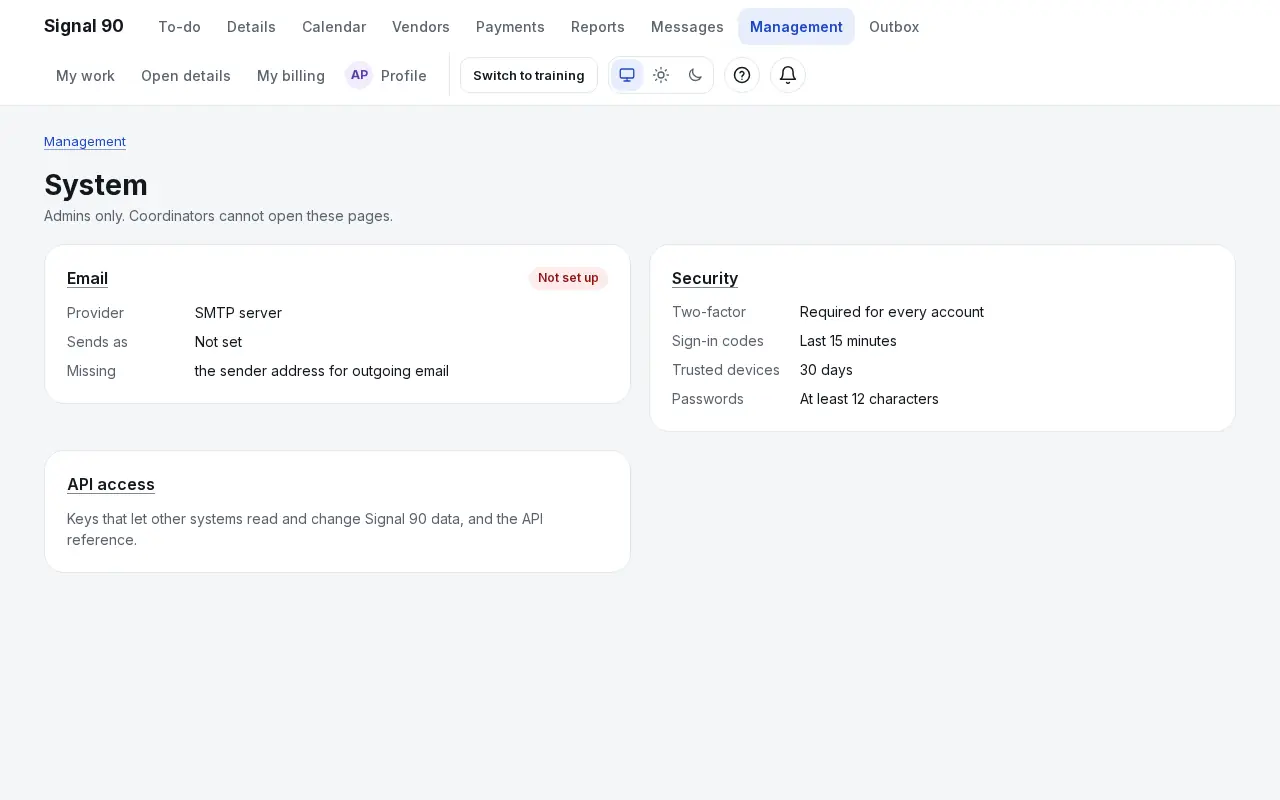 Signal 90
To-do
Details
Calendar
Vendors
Payments
Reports
Messages
Management
Outbox
My work
Open details
My billing
AP
Profile
Switch to training
Management
System
Admins only. Coordinators cannot open these pages.
Email
Not set up
Provider
SMTP server
Sends as
Not set
Missing
the sender address for outgoing email
Security
Two-factor
Required for every account
Sign-in codes
Last 15 minutes
Trusted devices
30 days
Passwords
At least 12 characters
API access
Keys that let other systems read and change Signal 90 data, and the API
reference.